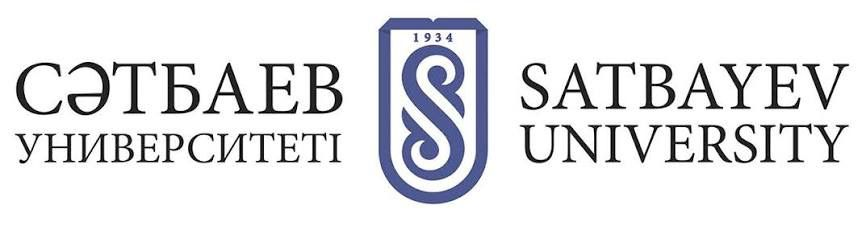 СӘТБАЕВ
УНИВЕРСИТЕТІ
1934
SATBAYEV
UNIVERSITY